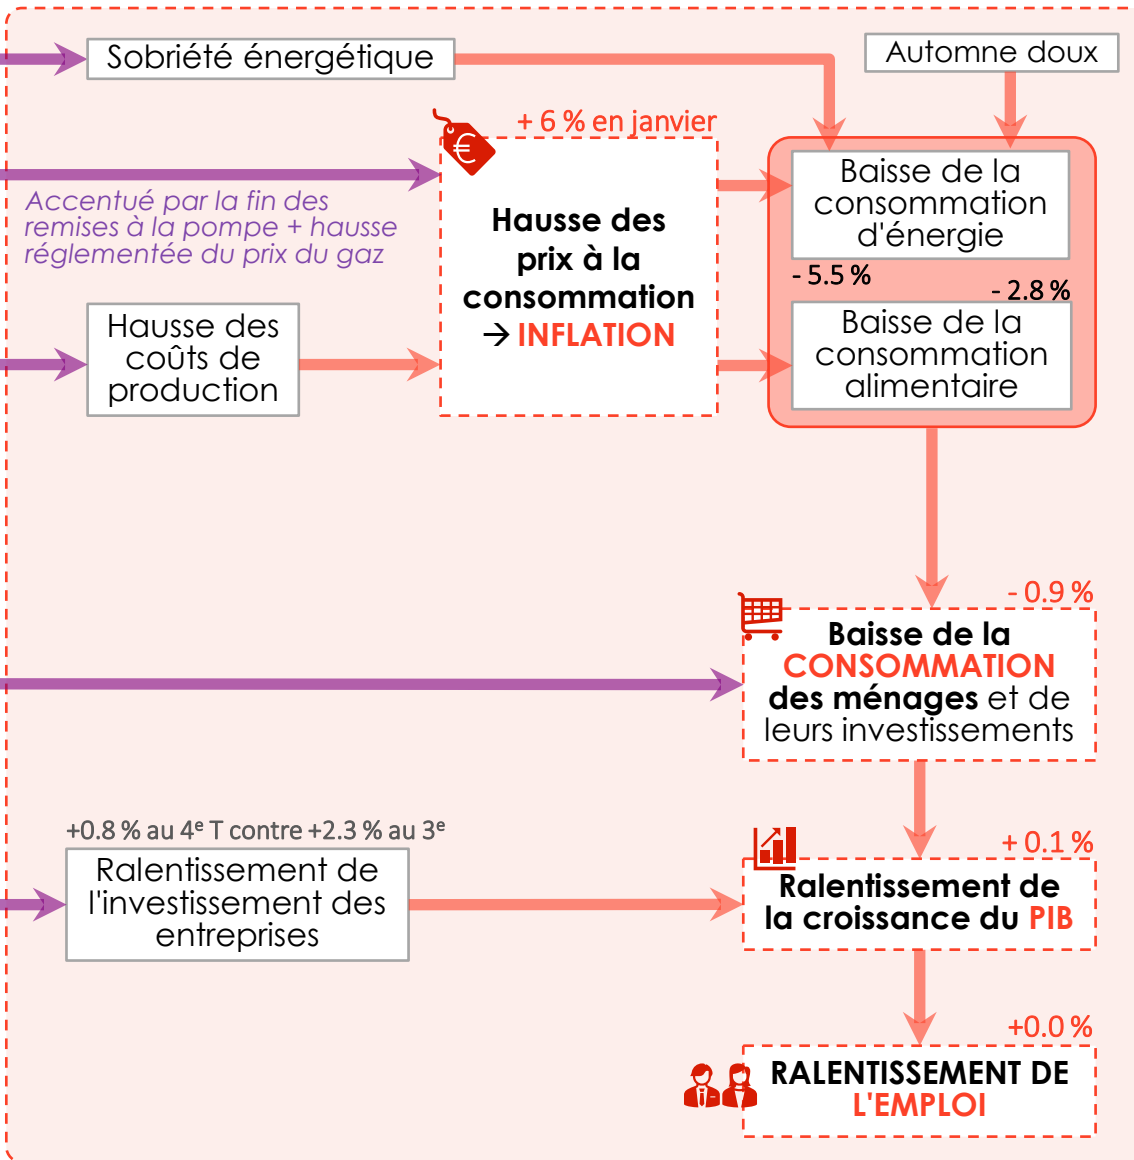 Sobriété énergétique
Automne doux
+ 6 % en janvier
Accentué par la fin des
remises à la pompe + hausse
réglementée du prix du gaz
€
Hausse des
prix à la
consommation
→ INFLATION
Baisse de la
consommation
d'énergie
- 5.5 %
- 2.8 %
Baisse de la
consommation
alimentaire
Hausse des
coûts de
production
- 0.9 %
Baisse de la
CONSOMMATION
des ménages et de
leurs investissements
+0.8 % au 4e T contre +2.3 % au 3e
Ralentissement de
l'investissement des
entreprises
+ 0.1 %
Ralentissement de
la croissance du PIB
+0.0 %
RALENTISSEMENT DE
L'EMPLOI